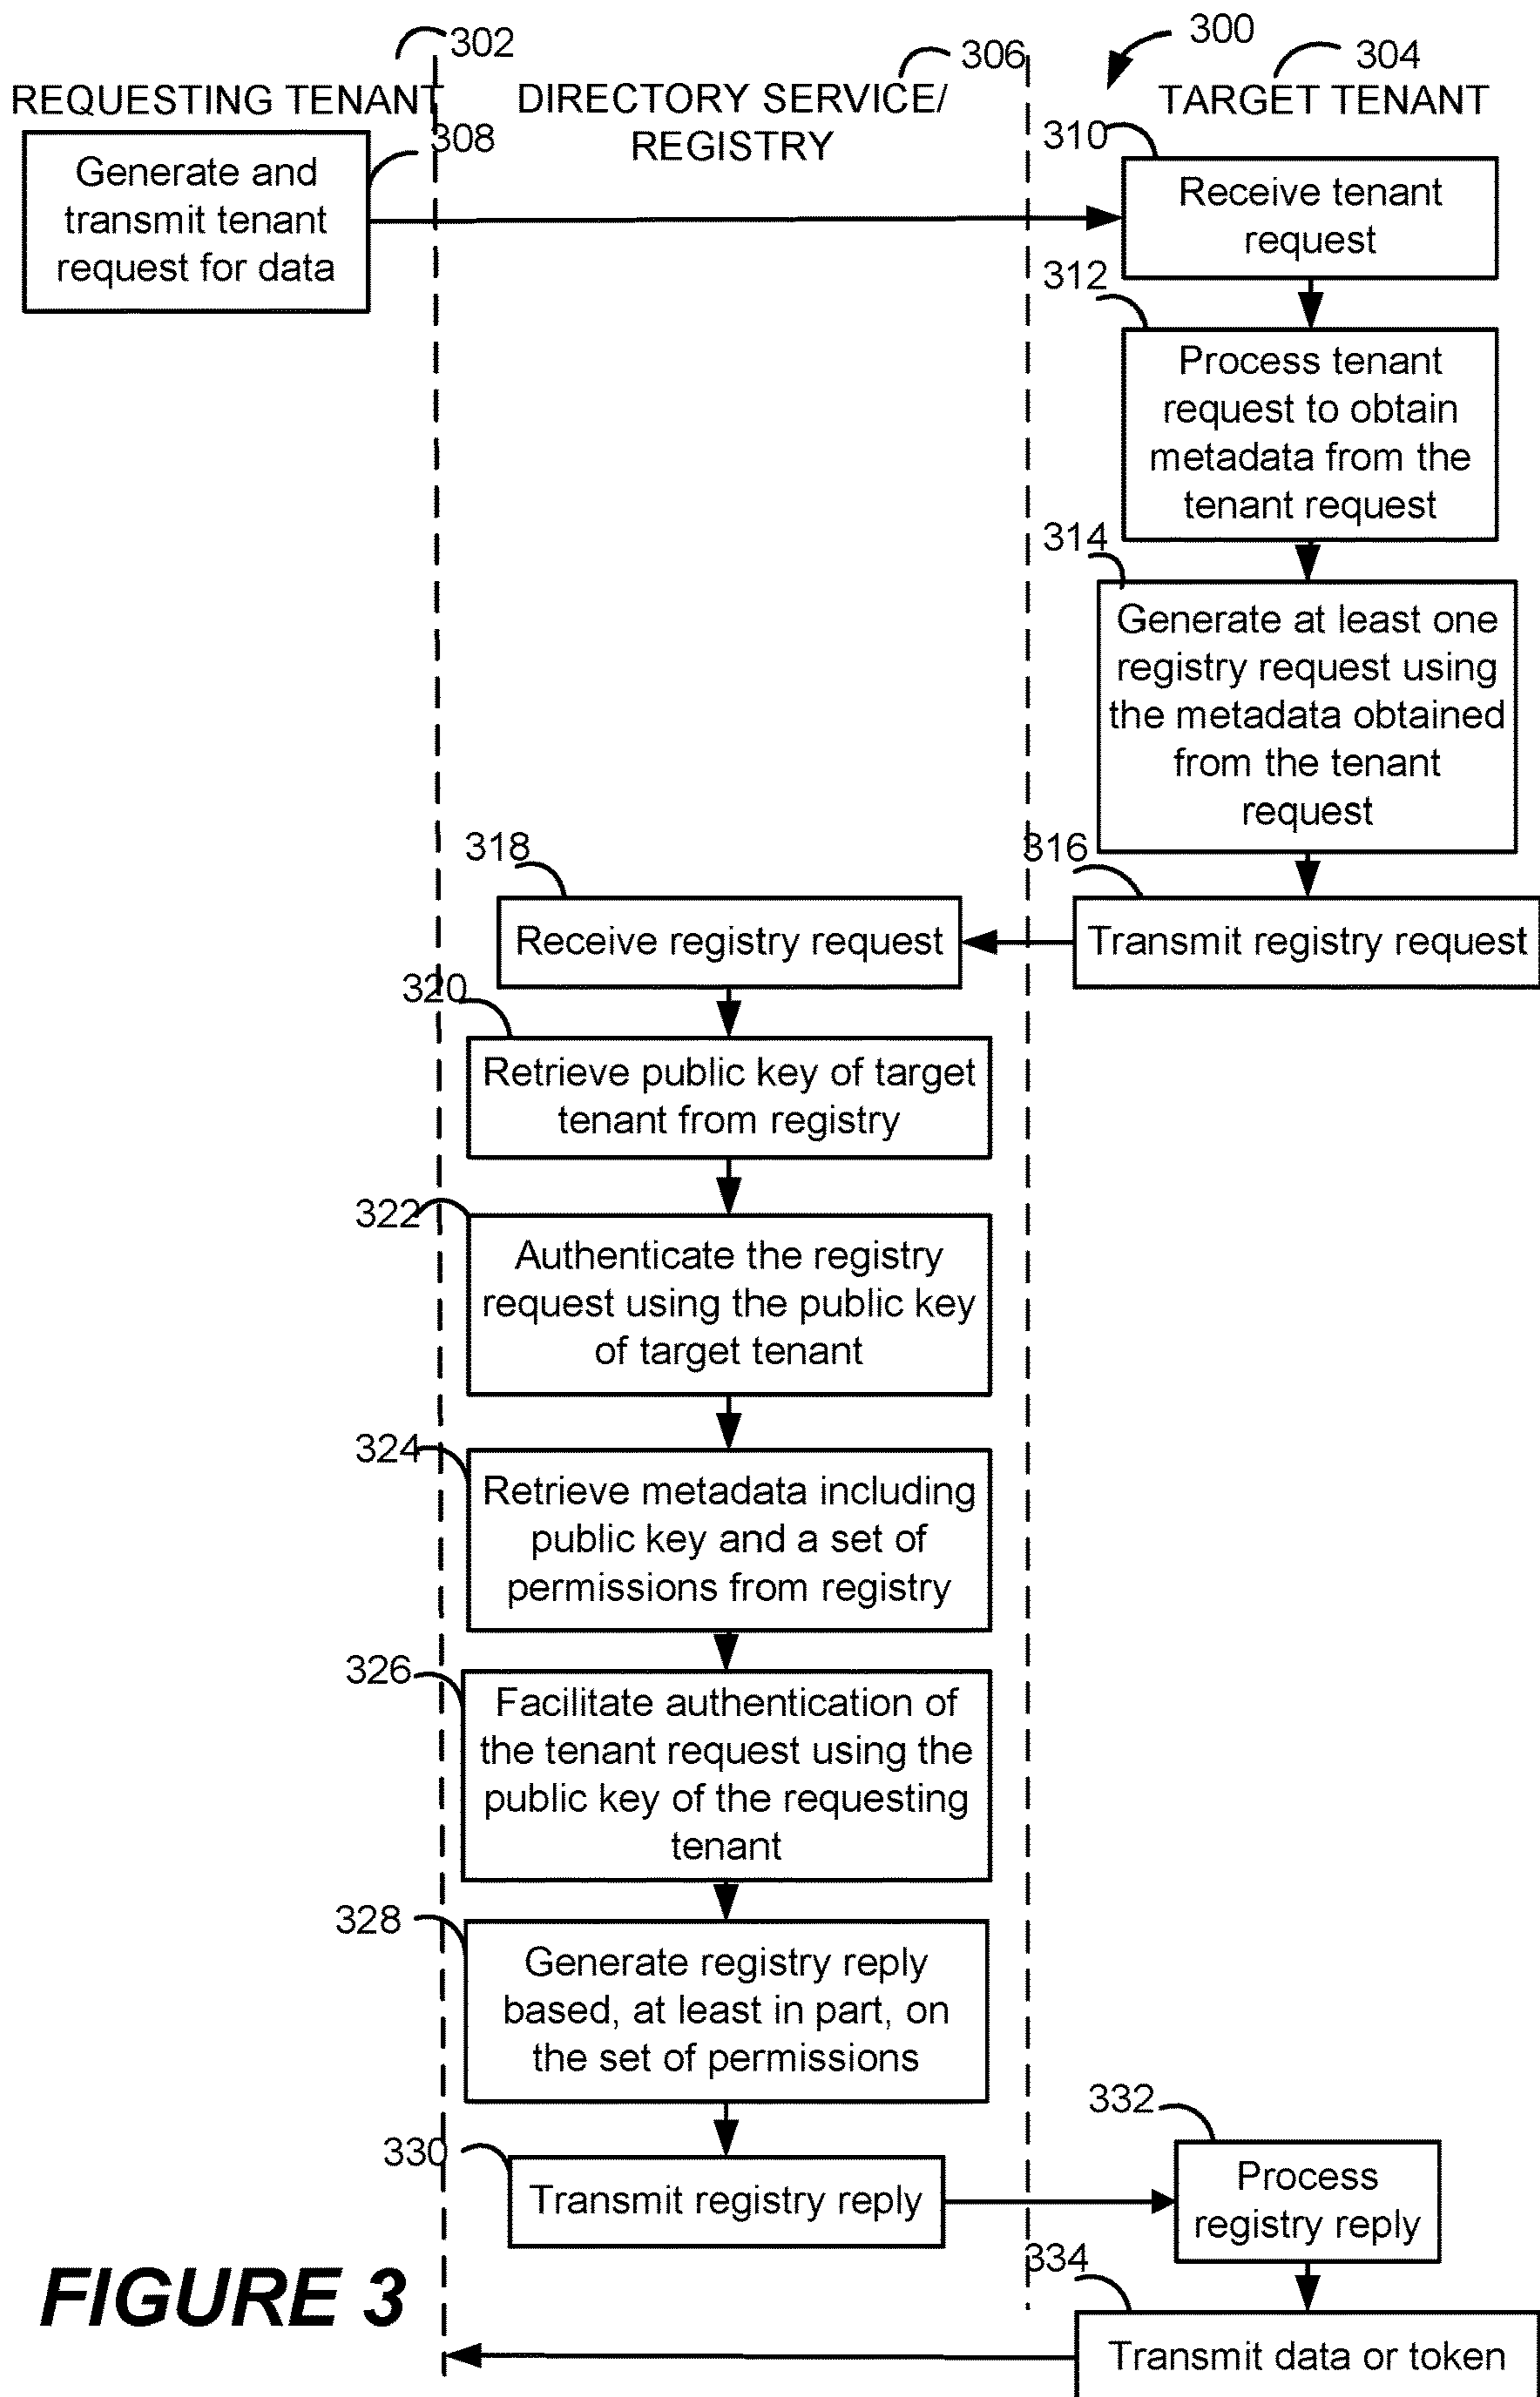 302
306
300
304
REQUESTING TENANT
DIRECTORY SERVICE/
REGISTRY
TARGET TENANT
308
Generate and
transmit tenant
request for data
310
Receive tenant
request
312
Process tenant
request to obtain
metadata from the
tenant request
314
Generate at least one
registry request using
the metadata obtained
from the tenant
request
316
Transmit registry request
318
Receive registry request
320
Retrieve public key of target
tenant from registry
322
Authenticate the registry
request using the public key
of target tenant
324
Retrieve metadata including
public key and a set of
permissions from registry
326
Facilitate authentication of
the tenant request using the
public key of the requesting
tenant
328
Generate registry reply
based, at least in part, on
the set of permissions
330
Transmit registry reply
332
Process
registry reply
334
Transmit data or token
FIGURE 3